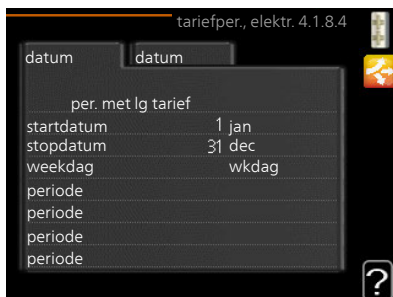 tariefper., elektr. 4.1.8.4
datum datum
per. met lg tarief
startdatum 1 jan
stopdatum 31 dec
weekdag wkdag
periode
periode
periode
periode
?